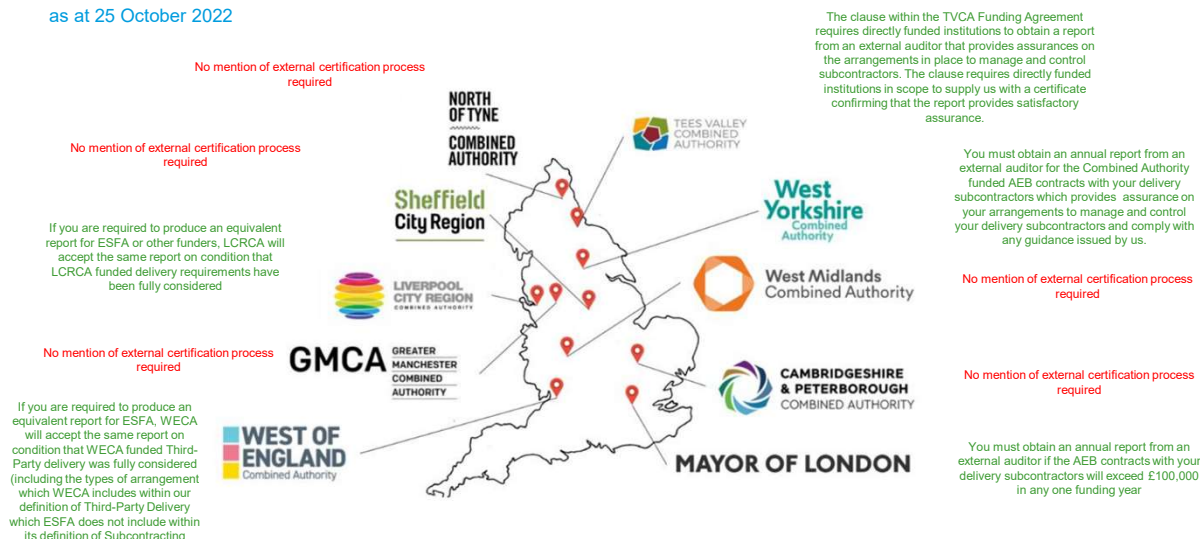 as at 25 October 2022
The clause within the TVCA Funding Agreement
requires directly funded institutions to obtain a report
from an external auditor that provides assurances on
the arrangements in place to manage and control
subcontractors. The clause requires directly funded
institutions in scope to supply us with a certificate
confirming that the report provides satisfactory
assurance.
No mention of external certification process
required
NORTH
OF TYNE
COMBINED
AUTHORITY
TEES VALLEY
COMBINED
AUTHORITY
No mention of external certification process
required
You must obtain an annual report from an
external auditor for the Combined Authority
funded AEB contracts with your delivery
subcontractors which provides assurance on
your arrangements to manage and control
your delivery subcontractors and comply with
any guidance issued by us.
Sheffield
City Region
West
Yorkshire
Combined
Authority
If you are required to produce an equivalent
report for ESFA or other funders, LCRCA will
accept the same report on condition that
LCRCA funded delivery requirements have
been fully considered
LIVERPOOL
CITY REGION
COMBINED AUTHORITY
West Midlands
Combined Authority
No mention of external certification process
required
No mention of external certification process
required
GMCA
GREATER
MANCHESTER
COMBINED
AUTHORITY
CAMBRIDGESHIRE
& PETERBOROUGH
COMBINED AUTHORITY
No mention of external certification process
required
If you are required to produce an
equivalent report for ESFA, WECA
will accept the same report on
condition that WECA funded Third-
Party delivery was fully considered
(including the types of arrangement
which WECA includes within our
definition of Third-Party Delivery
which ESFA does not include within
its definition of Subcontracting
WEST OF
ENGLAND
Combined Authority
MAYOR OF LONDON
You must obtain an annual report from an
external auditor if the AEB contracts with your
delivery subcontractors will exceed £100,000
in any one funding year